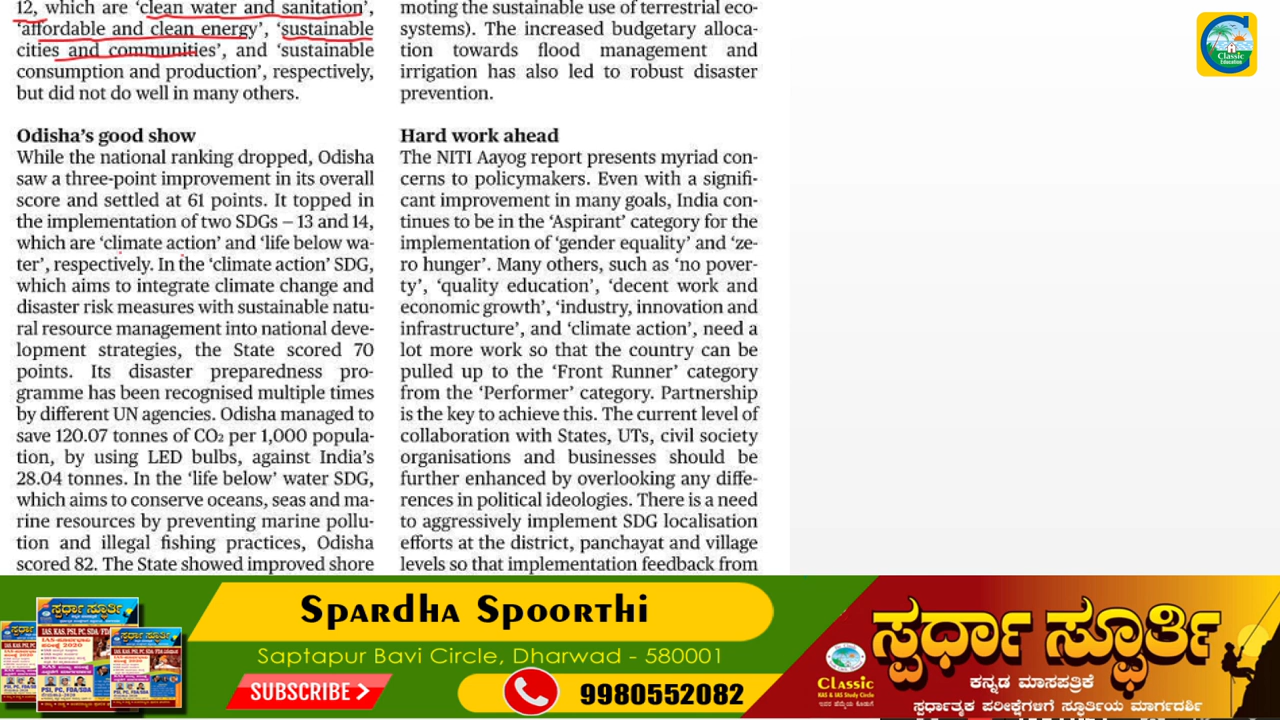 12, which are ‘clean water and sanitation’,
‘affordable and clean energy’, ‘sustainable
cities and communities’, and ‘sustainable
consumption and production’, respectively,
but did not do well in many others.
Odisha’s good show
While the national ranking dropped, Odisha
saw a three-point improvement in its overall
score and settled at 61 points. It topped in
the implementation of two SDGs – 13 and 14,
which are ‘climate action’ and ‘life below wa-
ter’, respectively. In the ‘climate action’ SDG,
which aims to integrate climate change and
disaster risk measures with sustainable natu-
ral resource management into national deve-
lopment strategies, the State scored 70
points. Its disaster preparedness pro-
gramme has been recognised multiple times
by different UN agencies. Odisha managed to
save 120.07 tonnes of CO₂ per 1,000 popula-
tion, by using LED bulbs, against India’s
28.04 tonnes. In the ‘life below’ water SDG,
which aims to conserve oceans, seas and ma-
rine resources by preventing marine pollu-
tion and illegal fishing practices, Odisha
scored 82. The State showed improved shore
moting the sustainable use of terrestrial eco-
systems). The increased budgetary alloca-
tion towards flood management and
irrigation has also led to robust disaster
prevention.
Hard work ahead
The NITI Aayog report presents myriad con-
cerns to policymakers. Even with a signifi-
cant improvement in many goals, India con-
tinues to be in the ‘Aspirant’ category for the
implementation of ‘gender equality’ and ‘ze-
ro hunger’. Many others, such as ‘no pover-
ty’, ‘quality education’, ‘decent work and
economic growth’, ‘industry, innovation and
infrastructure’, and ‘climate action’, need a
lot more work so that the country can be
pulled up to the ‘Front Runner’ category
from the ‘Performer’ category. Partnership
is the key to achieve this. The current level of
collaboration with States, UTs, civil society
organisations and businesses should be
further enhanced by overlooking any diffe-
rences in political ideologies. There is a need
to aggressively implement SDG localisation
efforts at the district, panchayat and village
levels so that implementation feedback from
Classic
Education
ಸ್ಪರ್ಧಾ ಸ್ಫೂರ್ತಿ
Spardha Spoorthi
Saptapur Bavi Circle, Dharwad - 580001
SUBSCRIBE
9980552082
Classic
KAS & IAS Study Circle
ಸ್ಪರ್ಧಾ ಸ್ಫೂರ್ತಿ
ಕನ್ನಡ ಮಾಸಪತ್ರಿಕೆ
ಸ್ಪರ್ಧಾತ್ಮಕ ಪರೀಕ್ಷೆಗಳಿಗೆ ಸ್ಫೂರ್ತಿಯ ಮಾರ್ಗದರ್ಶಿ